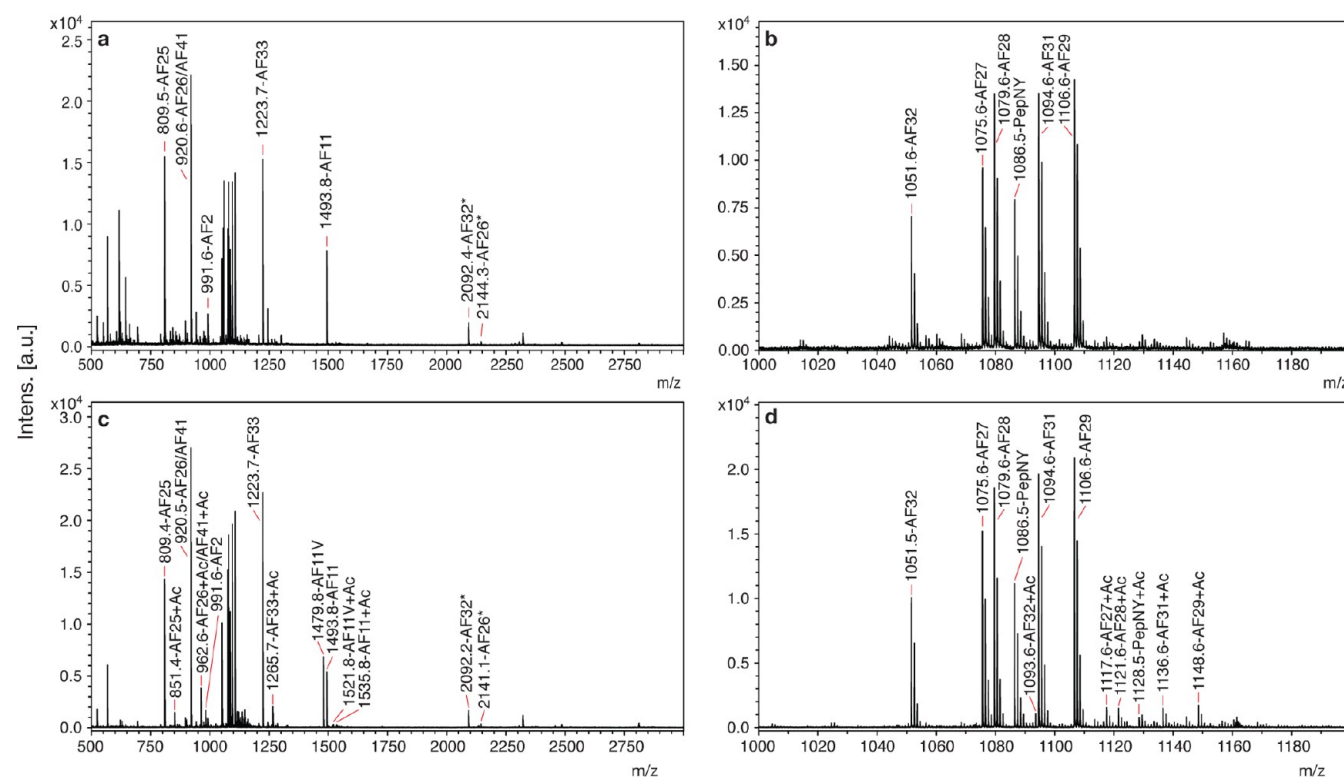 Intens. [a.u.]
x10⁴
a
2.5
2.0
1.5
1.0
0.5
0.0
500 750 1000 1250 1500 1750 2000 2250 2500 2750
m/z
809.5-AF25
920.6-AF26/AF41
991.6-AF2
1223.7-AF33
1493.8-AF11
2092.4-AF32*
2144.3-AF26*
x10⁴
b
1.50
1.25
1.00
0.75
0.50
0.25
0.00
1000 1020 1040 1060 1080 1100 1120 1140 1160 1180
1051.6-AF32
1075.6-AF27
1079.6-AF28
1086.5-PepNY
1094.6-AF31
1106.6-AF29
x10⁴
c
3.0
2.5
2.0
1.5
1.0
0.5
0.0
500 750 1000 1250 1500 1750 2000 2250 2500 2750
m/z
809.4-AF25
851.4-AF25+Ac
920.5-AF26/AF41
962.6-AF26+Ac/AF41+Ac
991.6-AF2
1223.7-AF33
1265.7-AF33+Ac
1479.8-AF11V
1493.8-AF11
1521.8-AF11V+Ac
1535.8-AF11+Ac
2092.2-AF32*
2141.1-AF26*
x10⁴
d
2.0
1.5
1.0
0.5
0.0
1000 1020 1040 1060 1080 1100 1120 1140 1160 1180
1051.5-AF32
1075.6-AF27
1079.6-AF28
1086.5-PepNY
1093.6-AF32+Ac
1094.6-AF31
1106.6-AF29
1117.6-AF27+Ac
1121.6-AF28+Ac
1128.5-PepNY+Ac
1136.6-AF31+Ac
1148.6-AF29+Ac